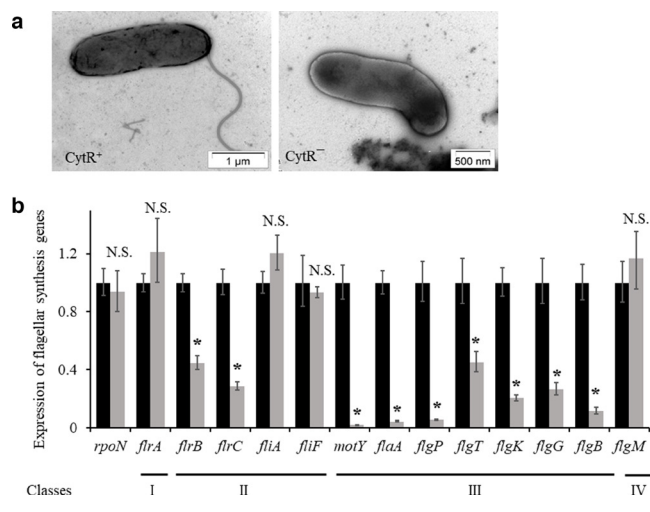 a
CytR+
1 μm
CytR−
500 nm
b
Expression of flagellar synthesis genes
1.2
0.8
0.4
0
N.S.
N.S.
*
*
N.S.
N.S.
*
*
*
*
*
*
*
N.S.
rpoN flrA flrB flrC fliA fliF motY flaA flgP flgT flgK flgG flgB flgM
Classes I II III IV